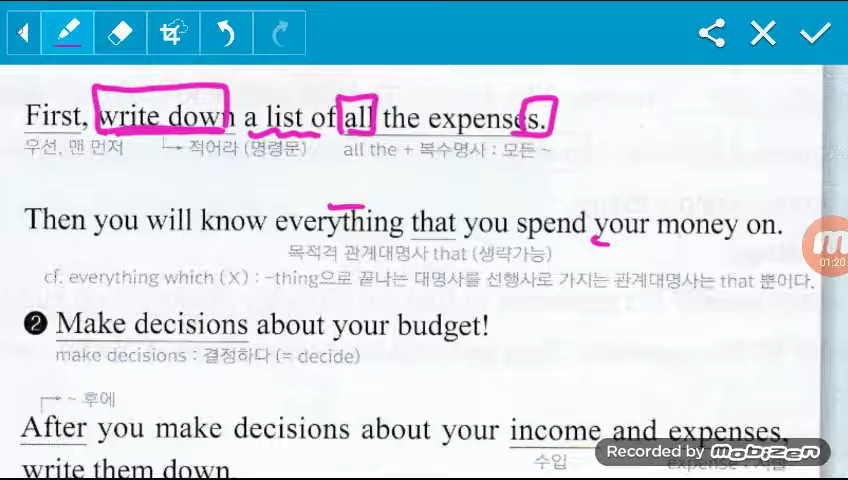 First, write down a list of all the expenses.
우선, 맨 먼저 적어라 (명령문) all the + 복수명사 : 모든 ~
Then you will know everything that you spend your money on.
목적격 관계대명사 that (생략가능)
cf. everything which (X) : -thing으로 끝나는 대명사를 선행사로 가지는 관계대명사는 that 뿐이다.
❷ Make decisions about your budget!
make decisions : 결정하다 (= decide)
~ 후에
After you make decisions about your income and expenses,
수입 expense :
write them down.
01:20
Recorded by mobizen